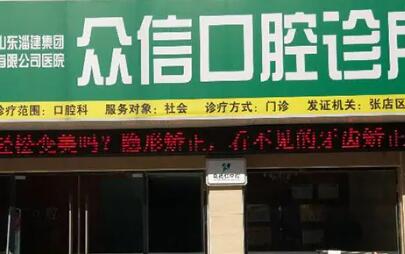 山东淄建集团
有限公司医院
众信口腔诊所
诊疗范围：口腔科 服务对象：社会 诊疗方式：门诊 发证机关：张店区
轻松变美吗？隐形矫正，看不见的牙齿矫正